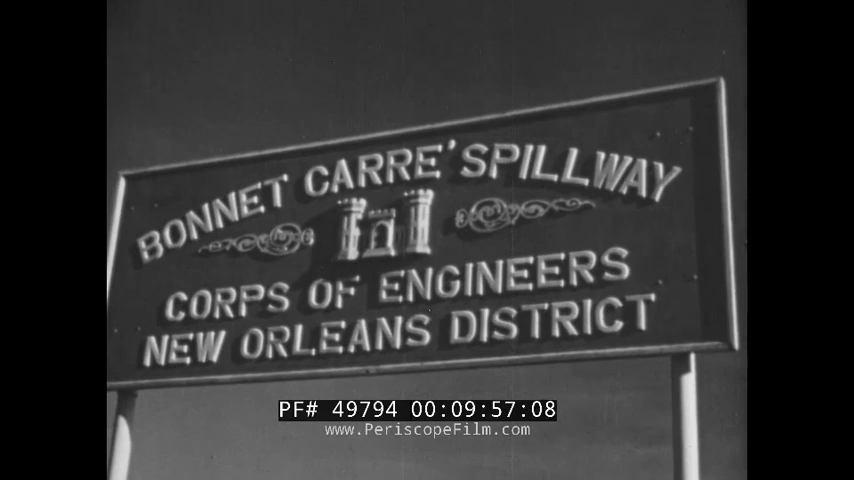 BONNET CARRE' SPILLWAY
CORPS OF ENGINEERS
NEW ORLEANS DISTRICT
PF# 49794 00:09:57:08
www.PeriscopeFilm.com